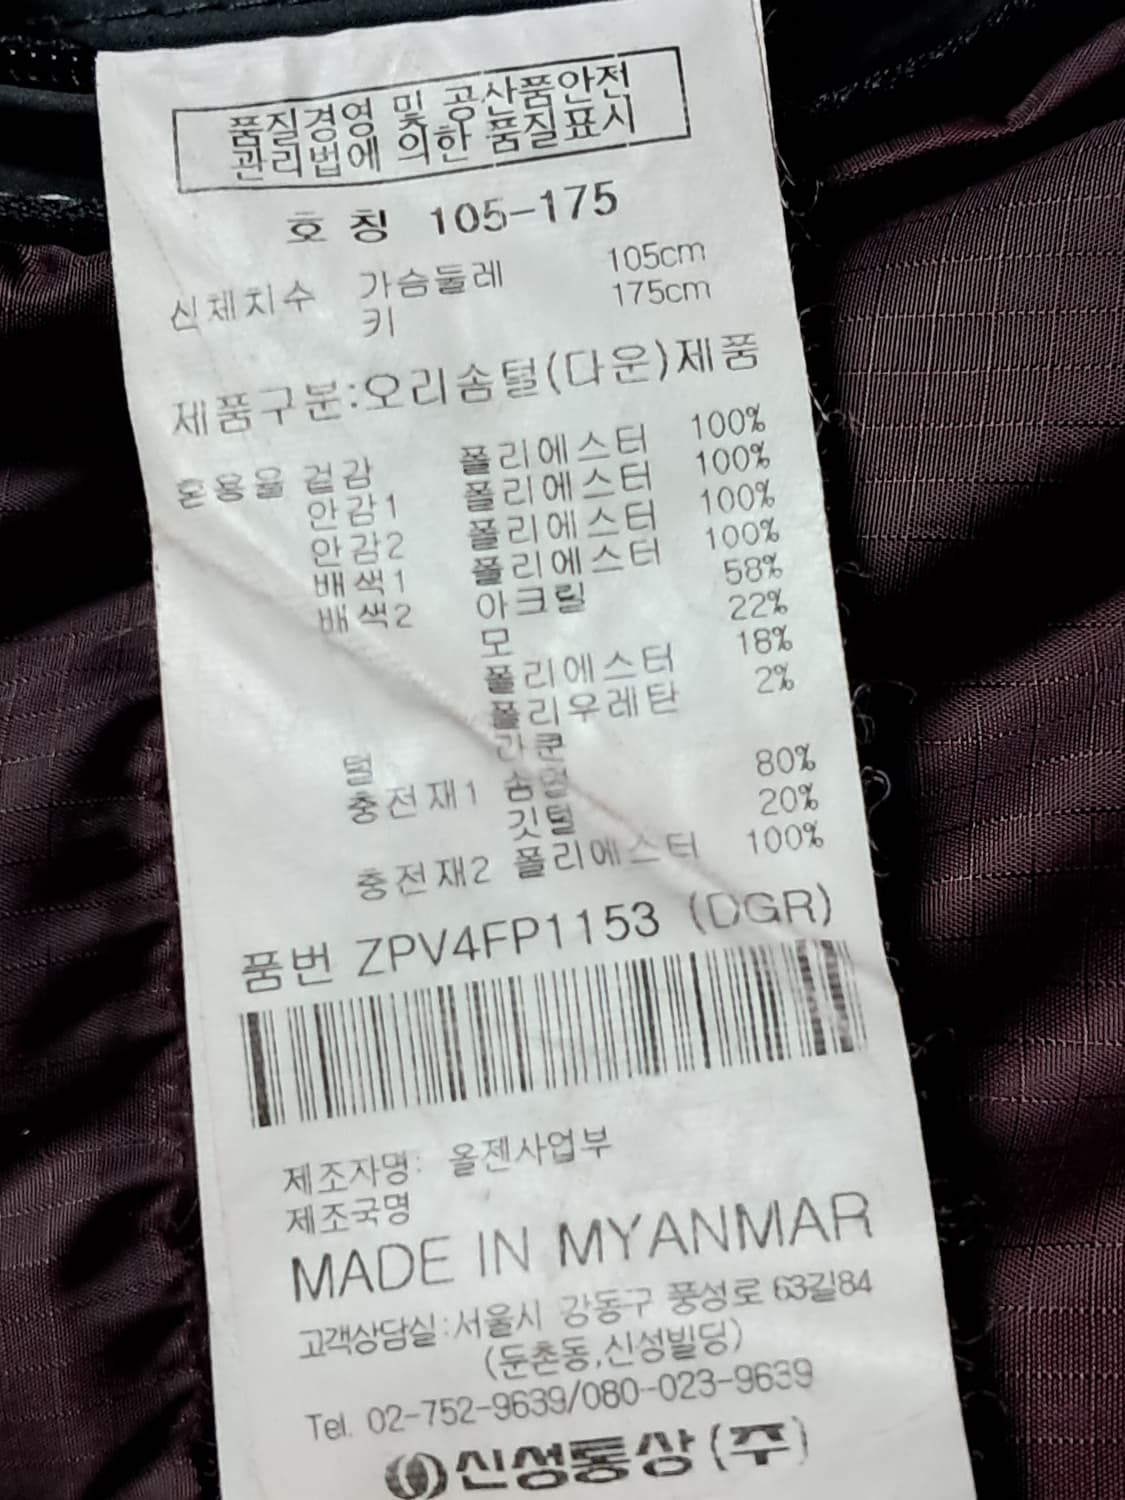 품질경영 및 공산품안전
관리법에 의한 품질표시
호 칭 105-175
신체치수 가슴둘레 105cm
키 175cm
제품구분:오리솜털(다운)제품
혼용율 겉감 폴리에스터 100%
안감1 폴리에스터 100%
안감2 폴리에스터 100%
배색1 폴리에스터 100%
배색2 아크릴 58%
모 22%
폴리에스터 18%
폴리우레탄 2%
털 라쿤
충전재1 솜털 80%
깃털 20%
충전재2 폴리에스터 100%
품번 ZPV4FP1153 (DGR)
제조자명: 올젠사업부
제조국명
MADE IN MYANMAR
고객상담실:서울시 강동구 풍성로 63길84
(둔촌동,신성빌딩)
Tel. 02-752-9639/080-023-9639
신성통상(주)